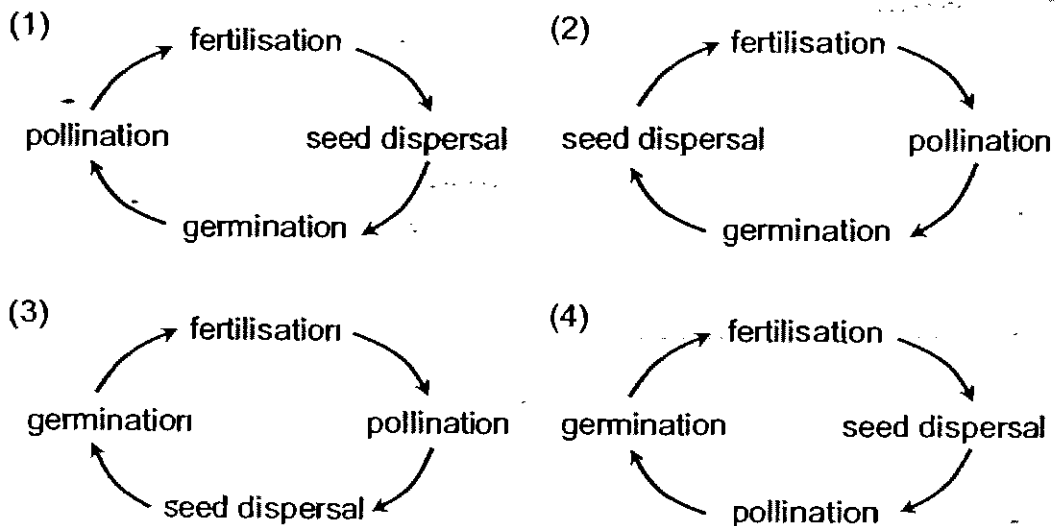 (1)
fertilisation
pollination
seed dispersal
germination
(2)
fertilisation
seed dispersal
pollination
germination
(3)
fertilisation
germination
pollination
seed dispersal
(4)
fertilisation
germination
seed dispersal
pollination